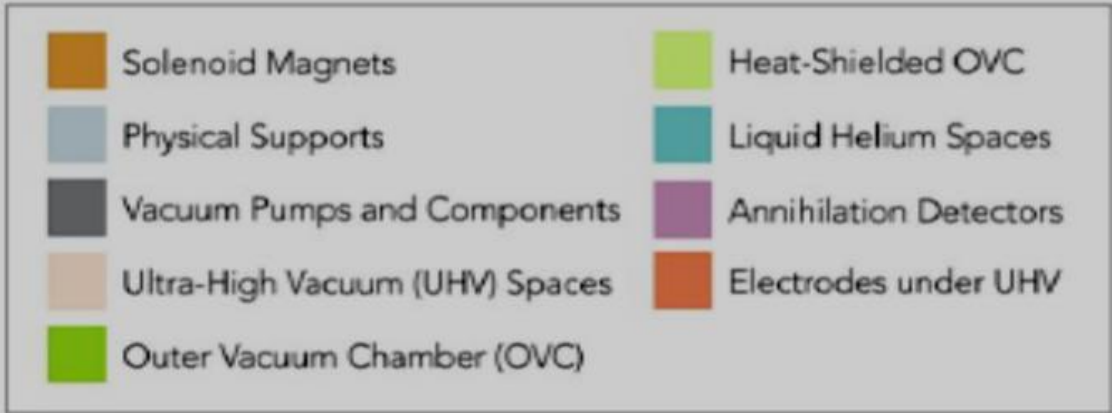 Solenoid Magnets
Physical Supports
Vacuum Pumps and Components
Ultra-High Vacuum (UHV) Spaces
Outer Vacuum Chamber (OVC)
Heat-Shielded OVC
Liquid Helium Spaces
Annihilation Detectors
Electrodes under UHV